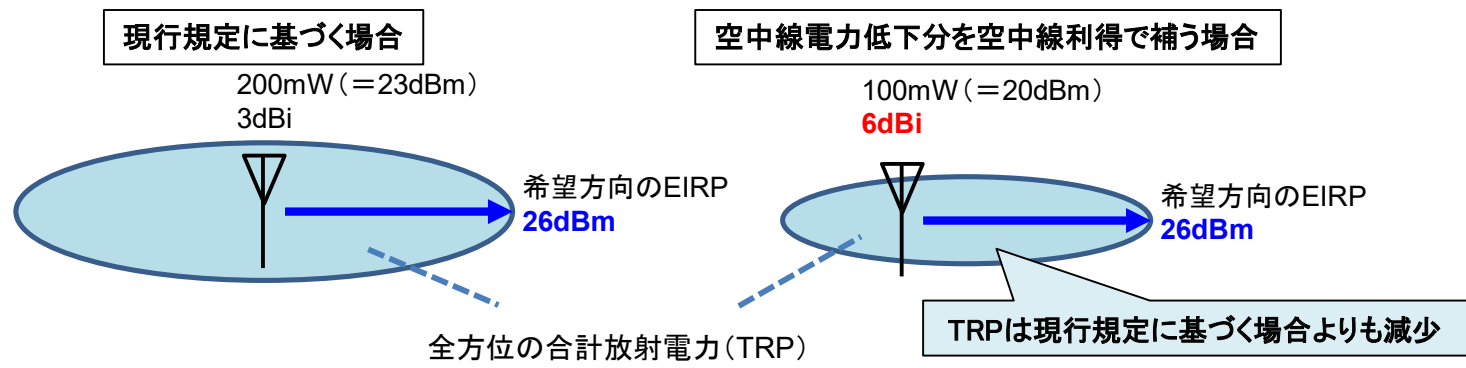 現行規定に基づく場合
200mW（＝23dBm）
3dBi
希望方向のEIRP
26dBm
空中線電力低下分を空中線利得で補う場合
100mW（＝20dBm）
6dBi
希望方向のEIRP
26dBm
TRPは現行規定に基づく場合よりも減少
全方位の合計放射電力（TRP）